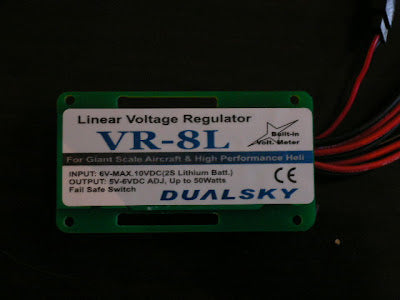 Linear Voltage Regulator
VR-8L
Built-in
Volt. Meter
For Giant Scale Aircraft & High Performance Heli
INPUT: 6V-MAX.10VDC(2S Lithium Batt.)
OUTPUT: 5V-6VDC ADJ, Up to 50Watts
Fail Safe Switch
CE
DUALSKY